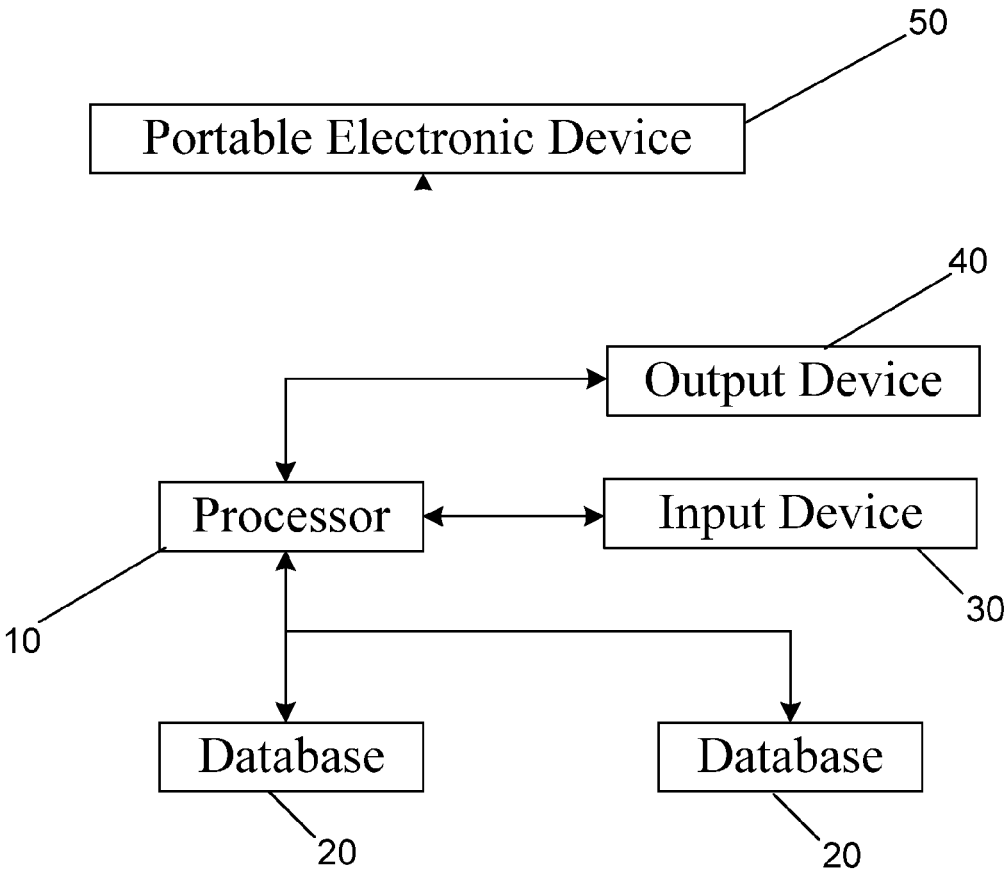 50
Portable Electronic Device
40
Output Device
Processor
Input Device
10
30
Database
Database
20
20